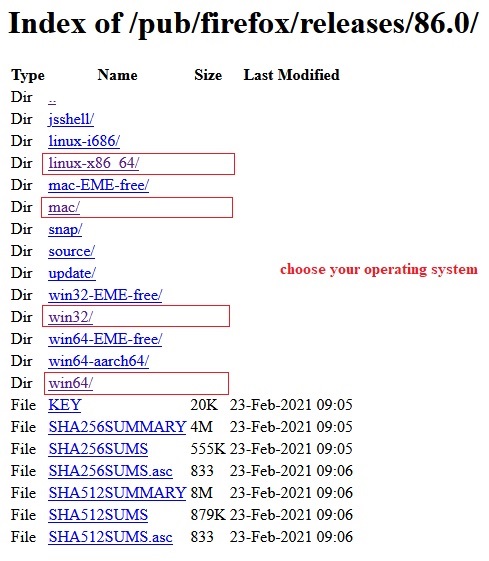 Index of /pub/firefox/releases/86.0/
Type Name Size Last Modified
Dir ..
Dir jsshell/
Dir linux-i686/
Dir linux-x86_64/
Dir mac-EME-free/
Dir mac/
Dir snap/
Dir source/
Dir update/
choose your operating system
Dir win32-EME-free/
Dir win32/
Dir win64-EME-free/
Dir win64-aarch64/
Dir win64/
File KEY 20K 23-Feb-2021 09:05
File SHA256SUMMARY 4M 23-Feb-2021 09:05
File SHA256SUMS 555K 23-Feb-2021 09:05
File SHA256SUMS.asc 833 23-Feb-2021 09:06
File SHA512SUMMARY 8M 23-Feb-2021 09:06
File SHA512SUMS 879K 23-Feb-2021 09:06
File SHA512SUMS.asc 833 23-Feb-2021 09:06